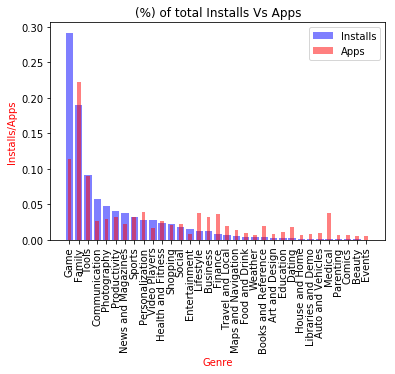 (%) of total Installs Vs Apps
Installs
Apps
0.30
0.25
0.20
0.15
0.10
0.05
0.00
Installs/Apps
Game
Family
Tools
Communication
Photography
Productivity
News and Magazines
Sports
Personalization
Video Players
Health and Fitness
Shopping
Social
Entertainment
Lifestyle
Business
Finance
Travel and Local
Maps and Navigation
Food and Drink
Weather
Books and Reference
Art and Design
Education
Dating
House and Home
Libraries and Demo
Auto and Vehicles
Medical
Parenting
Comics
Beauty
Events
Genre